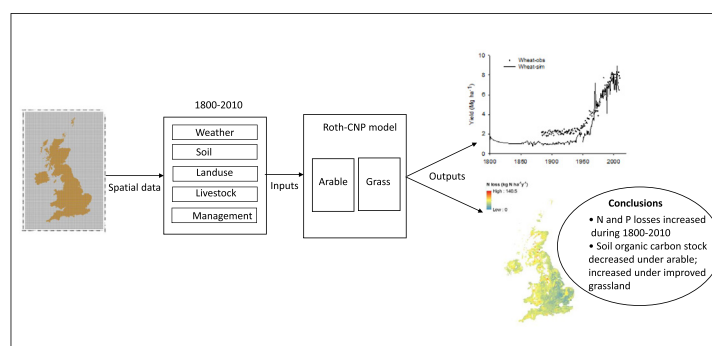 Spatial data
1800-2010
Weather
Soil
Landuse
Livestock
Management
Inputs
Roth-CNP model
Arable
Grass
Outputs
Wheat-obs
Wheat-sim
Yield (Mg ha⁻¹)
10
8
6
4
2
0
1800
1850
1900
1950
2000
N loss (kg N ha⁻¹y⁻¹)
High : 140.5
Low : 0
Conclusions
• N and P losses increased
during 1800-2010
• Soil organic carbon stock
decreased under arable;
increased under improved
grassland